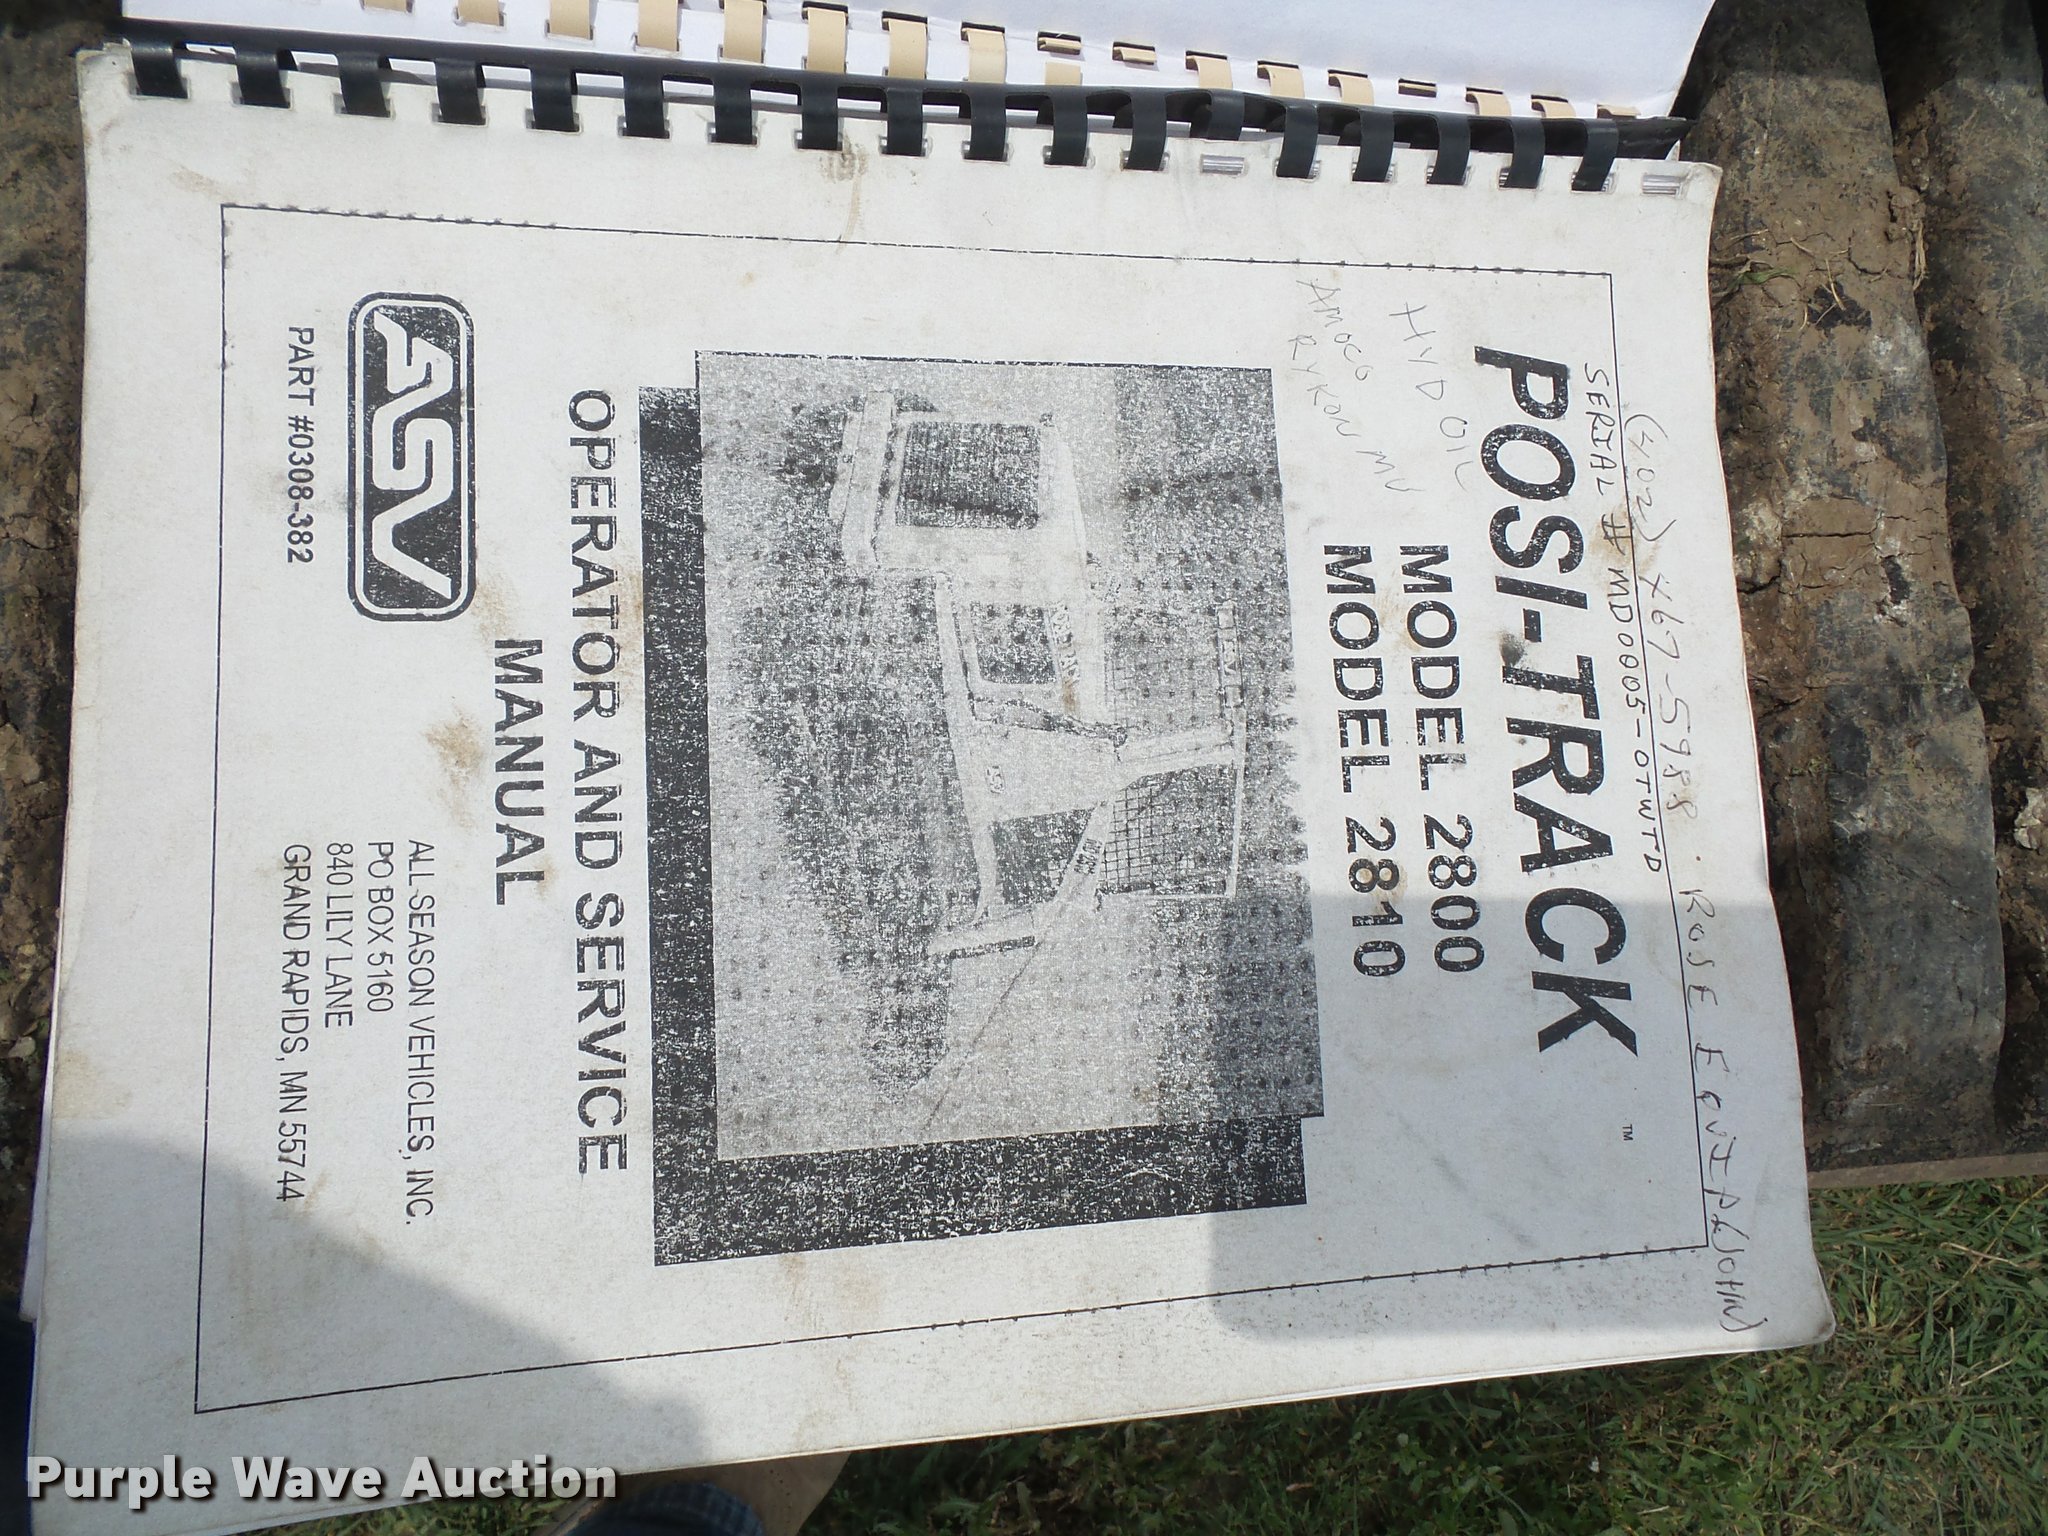 (402) 467-5988 · ROSE EQUIP (JOHN)
SERIAL # MD0005-OTWTD
POSI-TRACK ™
HYD OIL
AMOCO
RYKON MV
MODEL 2800
MODEL 2810
OPERATOR AND SERVICE
MANUAL
ASV
PART #0308-382
ALL SEASON VEHICLES, INC.
PO BOX 5160
840 LILY LANE
GRAND RAPIDS, MN 55744
Purple Wave Auction